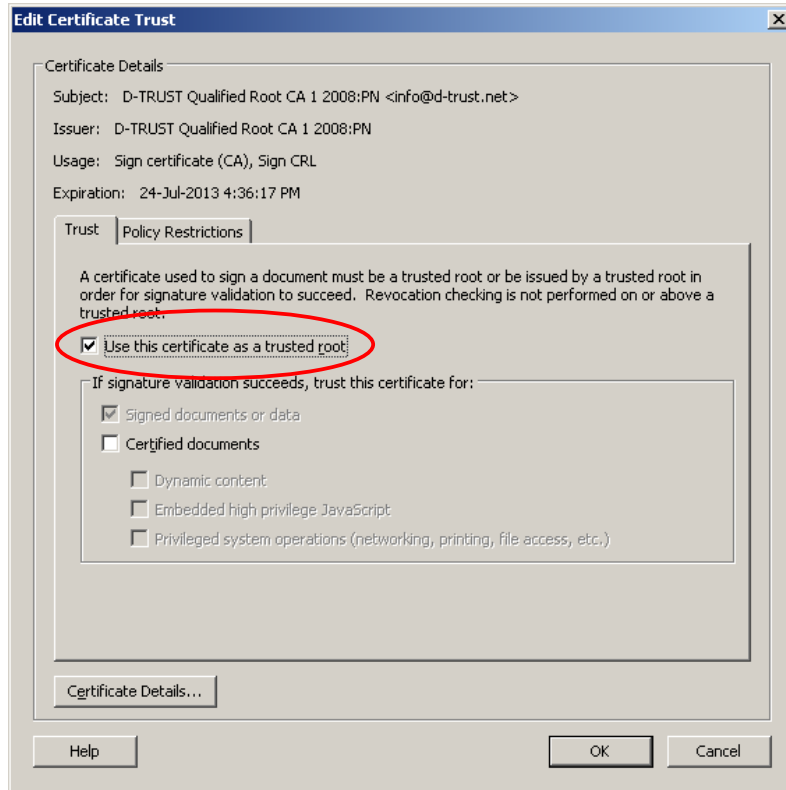 Edit Certificate Trust
Certificate Details
Subject: D-TRUST Qualified Root CA 1 2008:PN <info@d-trust.net>
Issuer: D-TRUST Qualified Root CA 1 2008:PN
Usage: Sign certificate (CA), Sign CRL
Expiration: 24-Jul-2013 4:36:17 PM
Trust
Policy Restrictions
A certificate used to sign a document must be a trusted root or be issued by a trusted root in
order for signature validation to succeed. Revocation checking is not performed on or above a
trusted root.
Use this certificate as a trusted root
If signature validation succeeds, trust this certificate for:
Signed documents or data
Certified documents
Dynamic content
Embedded high privilege JavaScript
Privileged system operations (networking, printing, file access, etc.)
Certificate Details...
Help
OK
Cancel